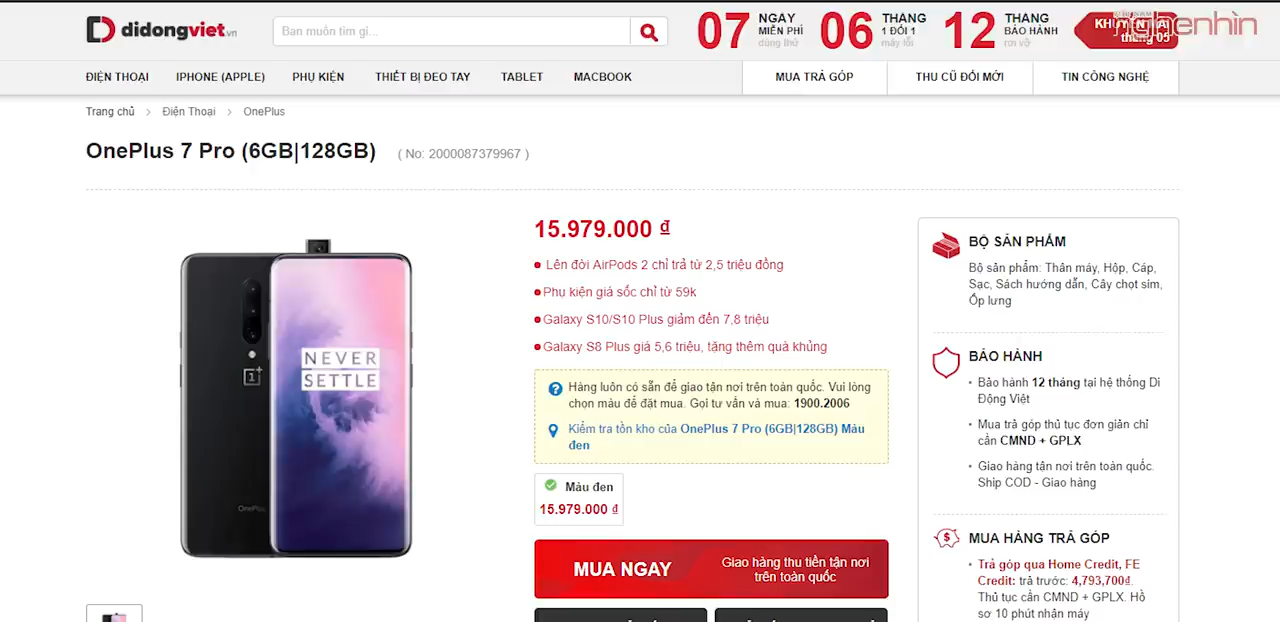 didongviet.vn
Bạn muốn tìm gì...
07 NGÀY MIỄN PHÍ dùng thử
06 THÁNG 1 ĐỔI 1 máy lỗi
12 THÁNG BẢO HÀNH rơi vỡ
tháng 05
nghenhìn
ĐIỆN THOẠI IPHONE (APPLE) PHỤ KIỆN THIẾT BỊ ĐEO TAY TABLET MACBOOK MUA TRẢ GÓP THU CŨ ĐỔI MỚI TIN CÔNG NGHỆ
Trang chủ > Điện Thoại > OnePlus
OnePlus 7 Pro (6GB|128GB) ( No: 2000087379967 )
NEVER
SETTLE
OnePlus
15.979.000 ₫
Lên đời AirPods 2 chỉ trả từ 2,5 triệu đồng
Phụ kiện giá sốc chỉ từ 59k
Galaxy S10/S10 Plus giảm đến 7,8 triệu
Galaxy S8 Plus giá 5,6 triệu, tặng thêm quà khủng
Hàng luôn có sẵn để giao tận nơi trên toàn quốc. Vui lòng
chọn màu để đặt mua. Gọi tư vấn và mua: 1900.2006
Kiểm tra tồn kho của OnePlus 7 Pro (6GB|128GB) Màu
đen
Màu đen
15.979.000 ₫
MUA NGAY
Giao hàng thu tiền tận nơi
trên toàn quốc
BỘ SẢN PHẨM
Bộ sản phẩm: Thân máy, Hộp, Cáp,
Sạc, Sách hướng dẫn, Cây chọt sim,
Ốp lưng
BẢO HÀNH
Bảo hành 12 tháng tại hệ thống Di
Động Việt
Mua trả góp thủ tục đơn giản chỉ
cần CMND + GPLX
Giao hàng tận nơi trên toàn quốc.
Ship COD - Giao hàng
MUA HÀNG TRẢ GÓP
Trả góp qua Home Credit, FE
Credit: trả trước: 4,793,700₫.
Thủ tục cần CMND + GPLX. Hồ
sơ 10 phút nhận máy